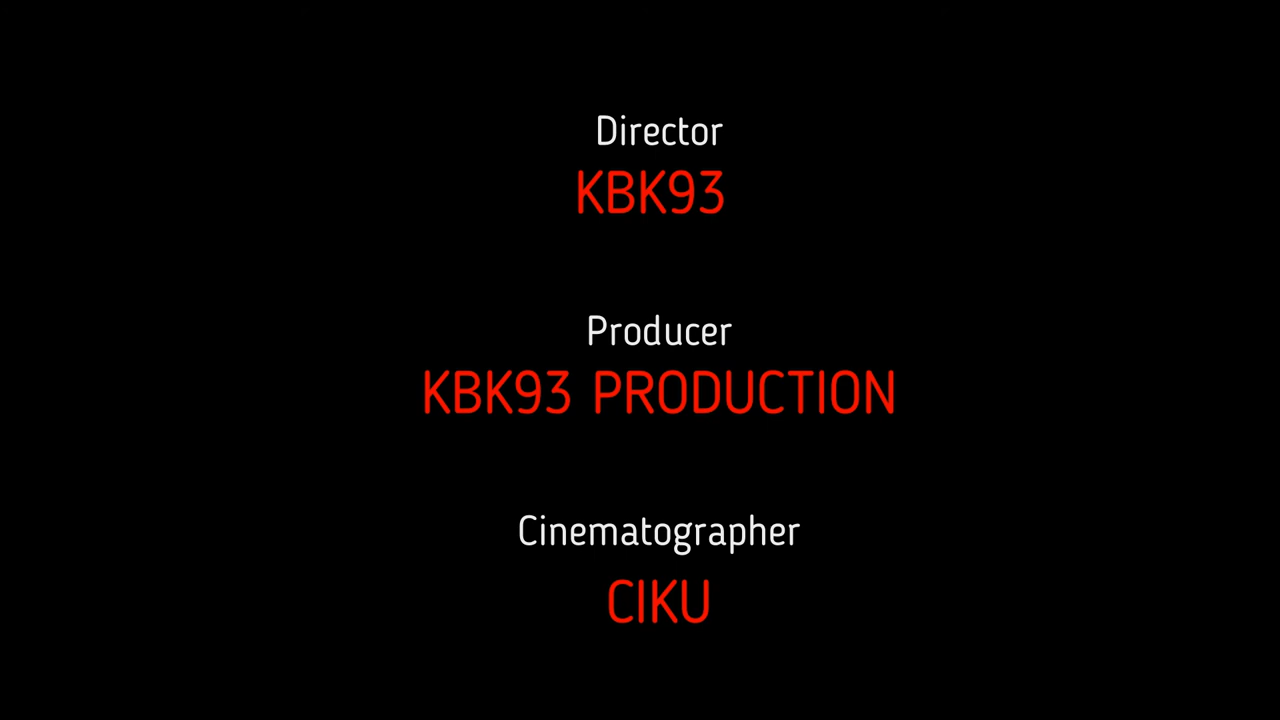 Director
KBK93
Producer
KBK93 PRODUCTION
Cinematographer
CIKU